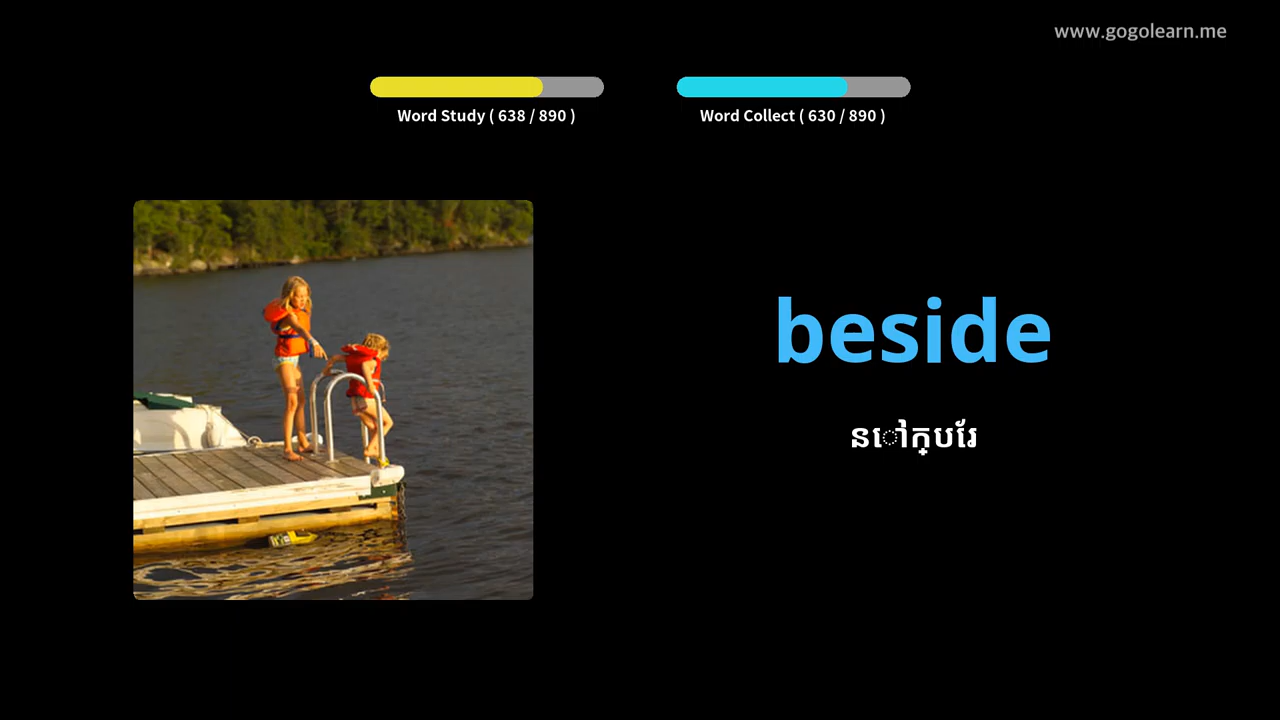 www.gogolearn.me
Word Study ( 638 / 890 )
Word Collect ( 630 / 890 )
beside
នៅក្បែរ